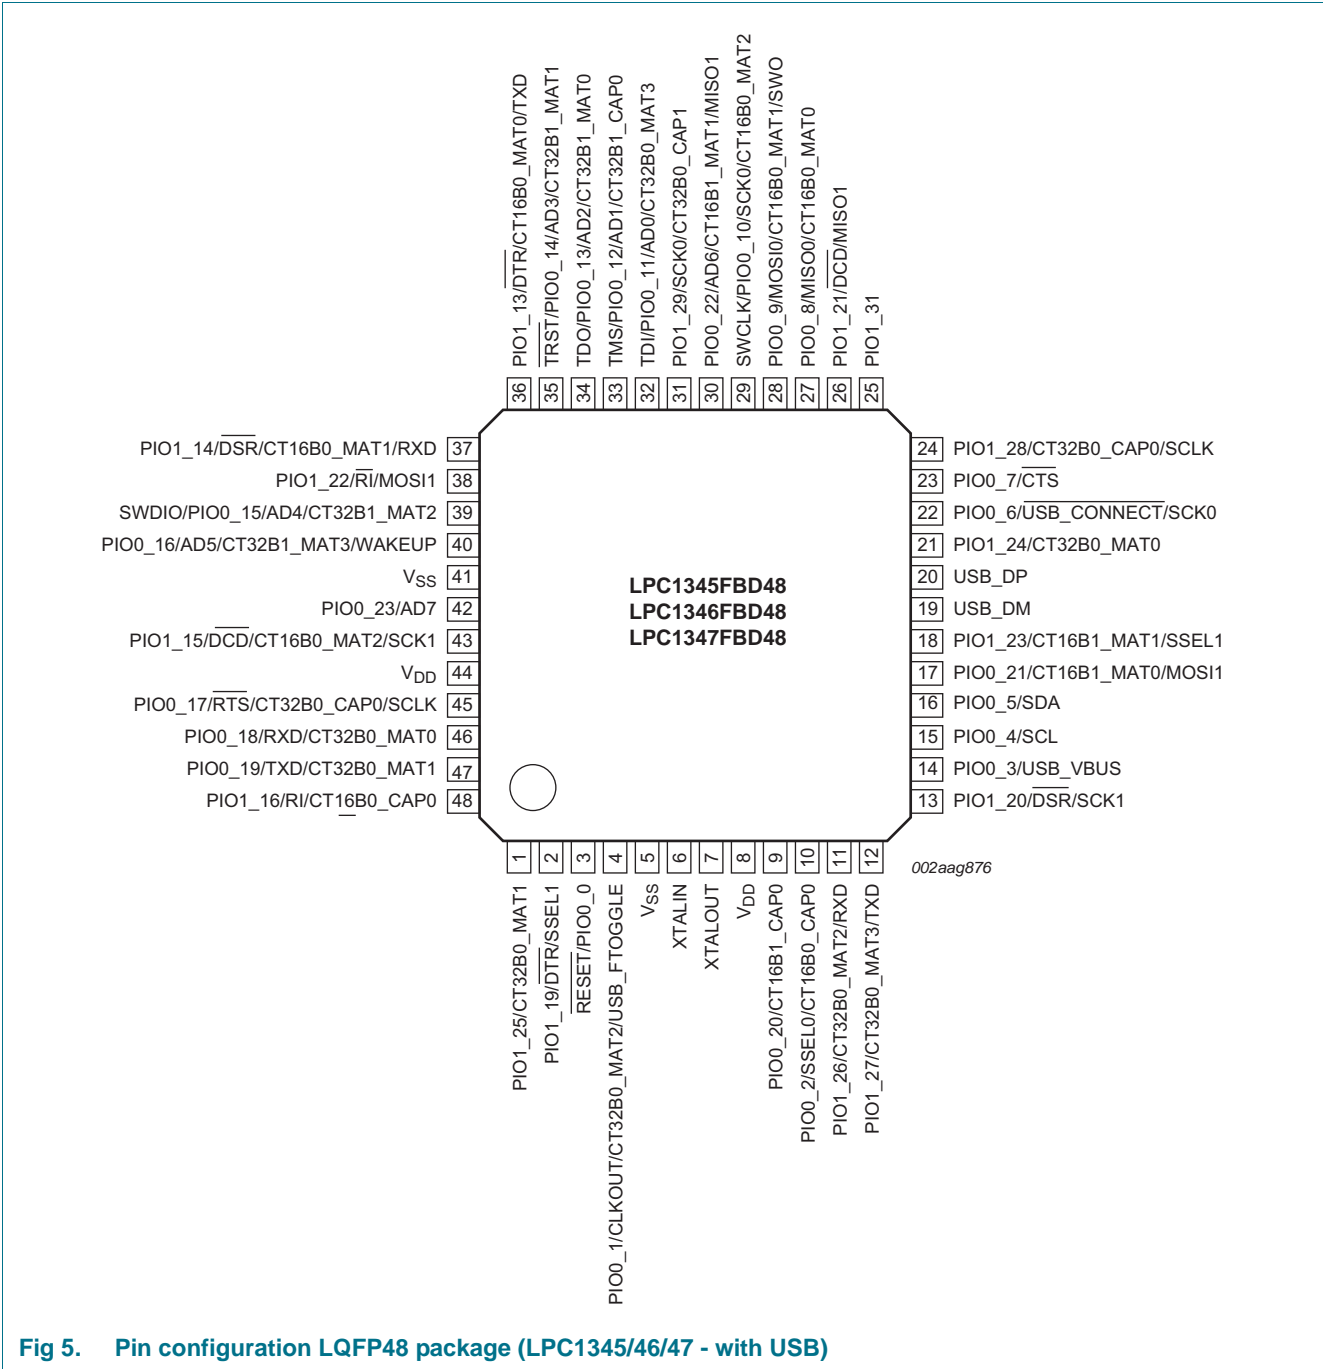 PIO1_13/DTR/CT16B0_MAT0/TXD
TRST/PIO0_14/AD3/CT32B1_MAT1
TDO/PIO0_13/AD2/CT32B1_MAT0
TMS/PIO0_12/AD1/CT32B1_CAP0
TDI/PIO0_11/AD0/CT32B0_MAT3
PIO1_29/SCK0/CT32B0_CAP1
PIO0_22/AD6/CT16B1_MAT1/MISO1
SWCLK/PIO0_10/SCK0/CT16B0_MAT2
PIO0_9/MOSI0/CT16B0_MAT1/SWO
PIO0_8/MISO0/CT16B0_MAT0
PIO1_21/DCD/MISO1
PIO1_31
36
35
34
33
32
31
30
29
28
27
26
25
PIO1_14/DSR/CT16B0_MAT1/RXD 37
PIO1_22/RI/MOSI1 38
SWDIO/PIO0_15/AD4/CT32B1_MAT2 39
PIO0_16/AD5/CT32B1_MAT3/WAKEUP 40
VSS 41
PIO0_23/AD7 42
PIO1_15/DCD/CT16B0_MAT2/SCK1 43
VDD 44
PIO0_17/RTS/CT32B0_CAP0/SCLK 45
PIO0_18/RXD/CT32B0_MAT0 46
PIO0_19/TXD/CT32B0_MAT1 47
PIO1_16/RI/CT16B0_CAP0 48
LPC1345FBD48
LPC1346FBD48
LPC1347FBD48
24 PIO1_28/CT32B0_CAP0/SCLK
23 PIO0_7/CTS
22 PIO0_6/USB_CONNECT/SCK0
21 PIO1_24/CT32B0_MAT0
20 USB_DP
19 USB_DM
18 PIO1_23/CT16B1_MAT1/SSEL1
17 PIO0_21/CT16B1_MAT0/MOSI1
16 PIO0_5/SDA
15 PIO0_4/SCL
14 PIO0_3/USB_VBUS
13 PIO1_20/DSR/SCK1
1
2
3
4
5
6
7
8
9
10
11
12
PIO1_25/CT32B0_MAT1
PIO1_19/DTR/SSEL1
RESET/PIO0_0
PIO0_1/CLKOUT/CT32B0_MAT2/USB_FTOGGLE
VSS
XTALIN
XTALOUT
VDD
PIO0_20/CT16B1_CAP0
PIO0_2/SSEL0/CT16B0_CAP0
PIO1_26/CT32B0_MAT2/RXD
PIO1_27/CT32B0_MAT3/TXD
002aag876
Fig 5. Pin configuration LQFP48 package (LPC1345/46/47 - with USB)